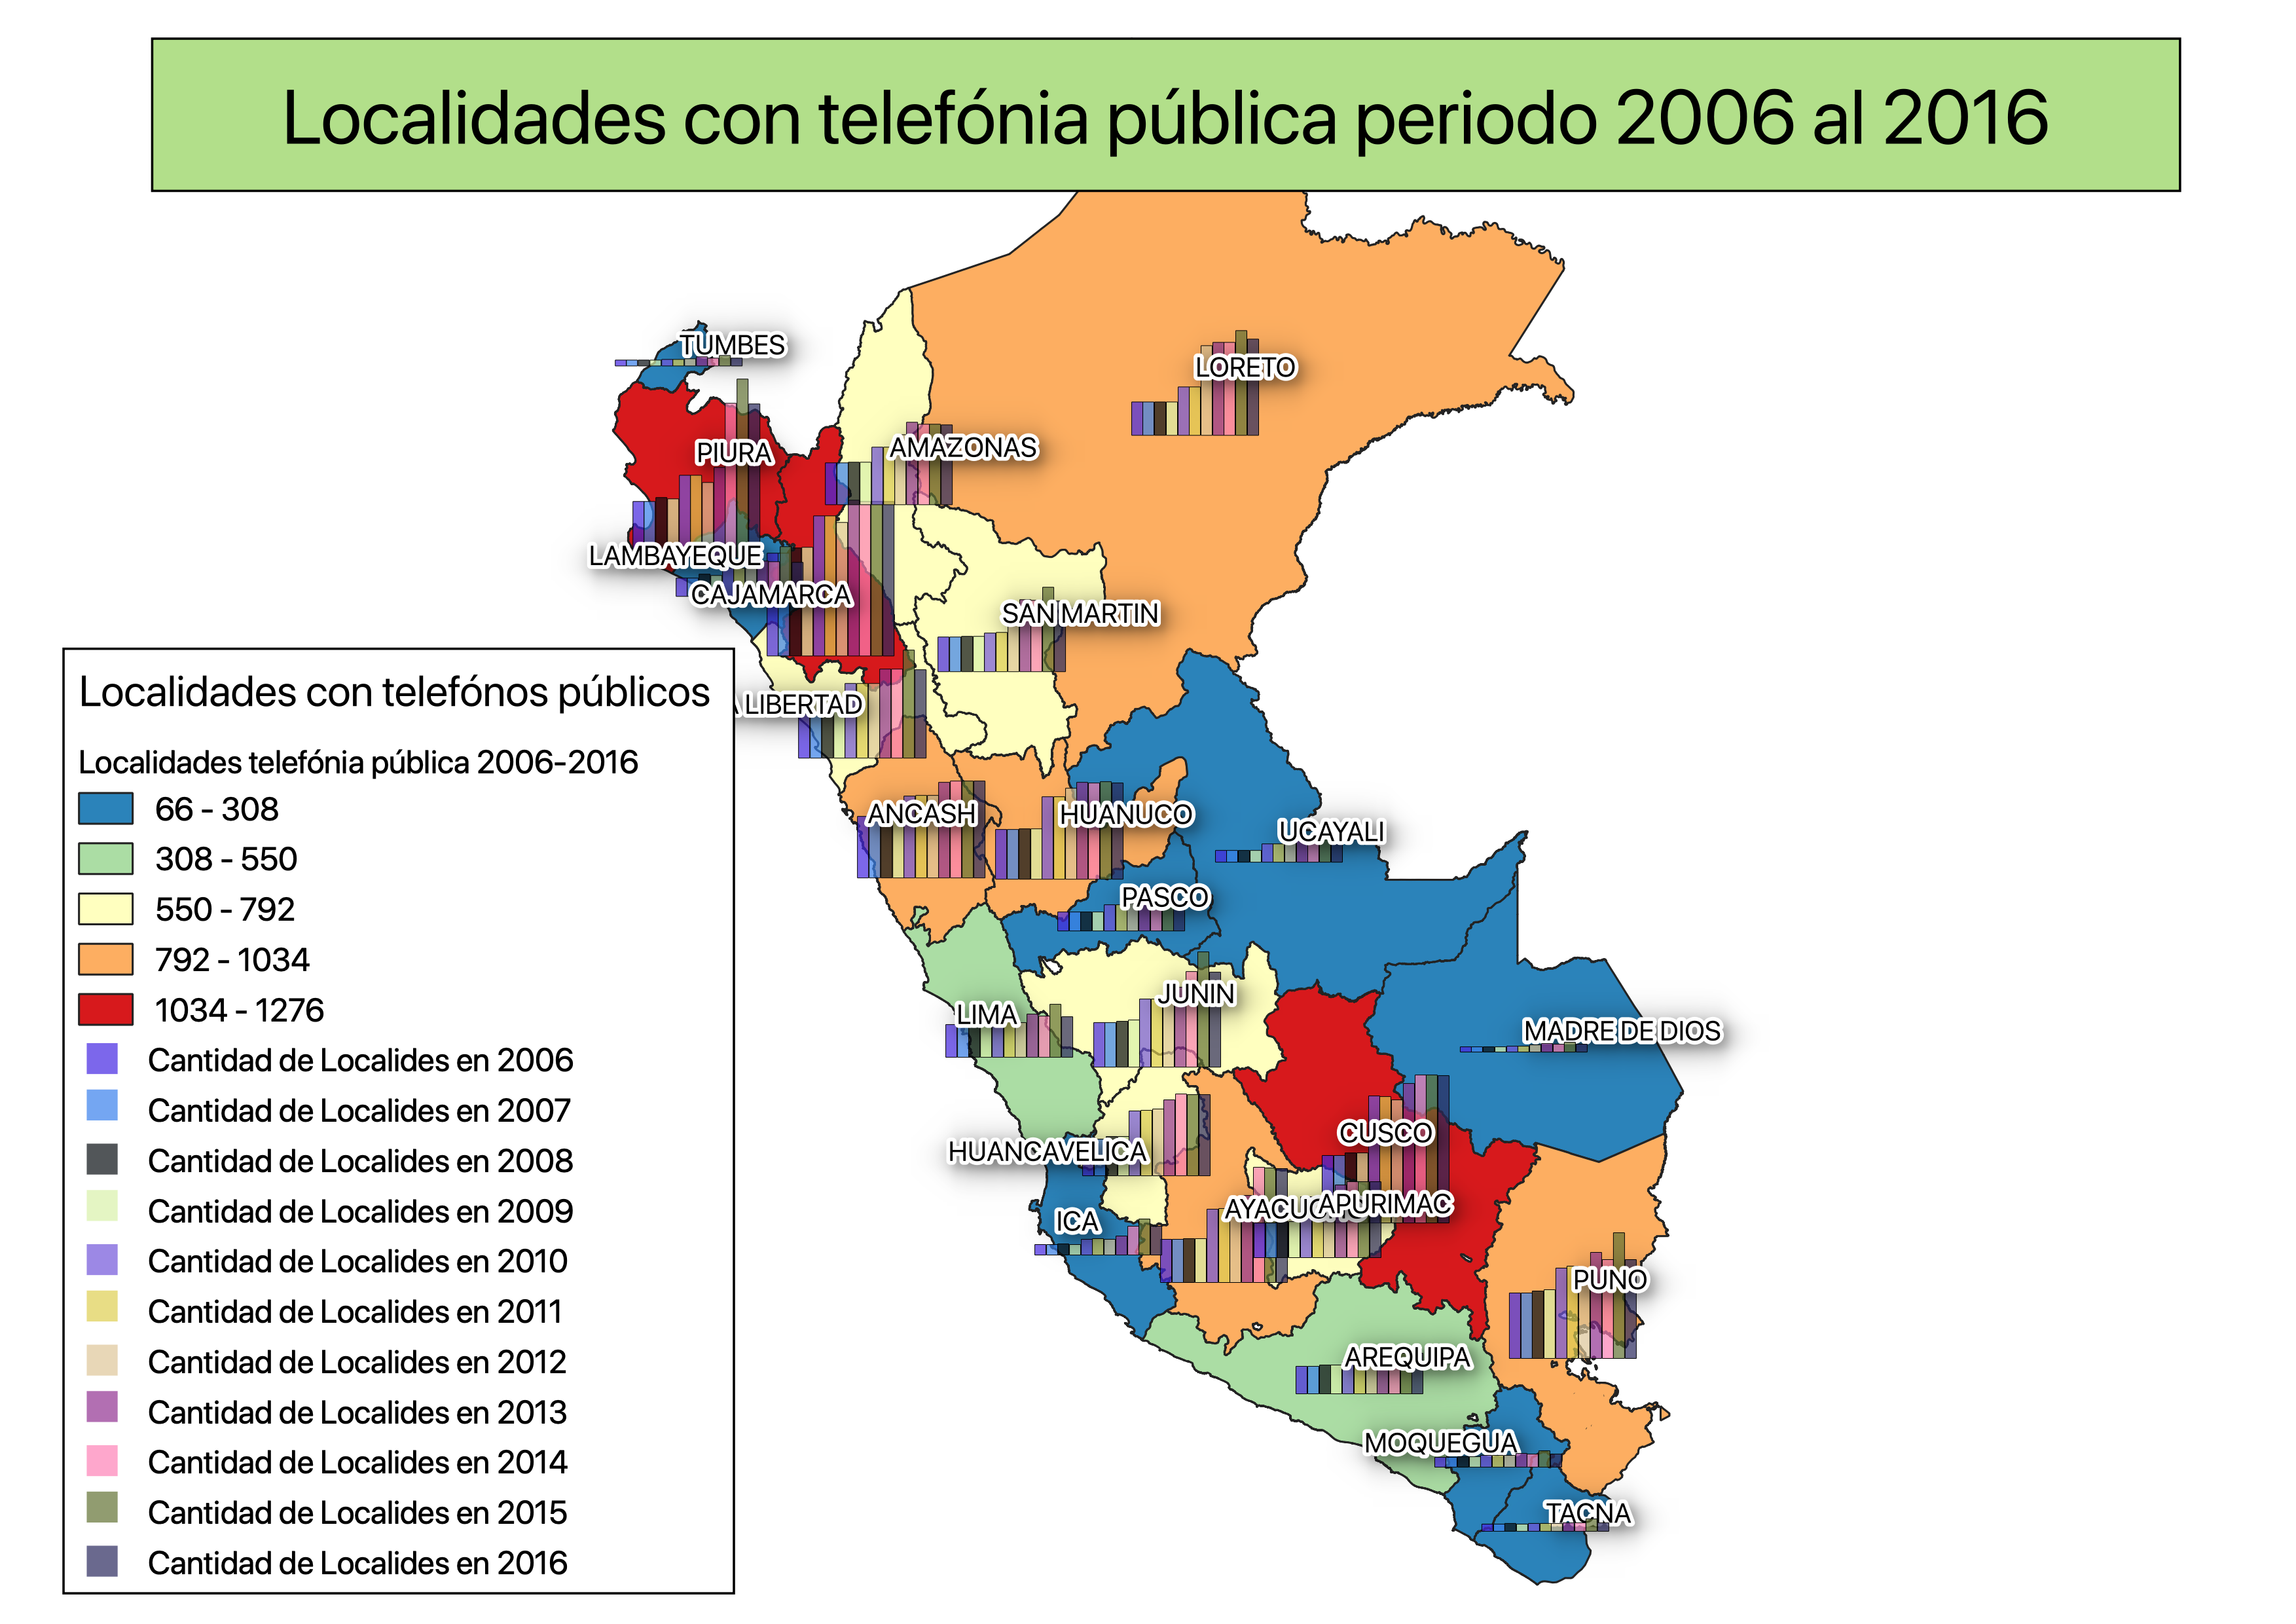 Localidades con telefónia pública periodo 2006 al 2016
TUMBES
LORETO
AMAZONAS
PIURA
LAMBAYEQUE
CAJAMARCA
SAN MARTIN
A LIBERTAD
ANCASH
HUANUCO
UCAYALI
PASCO
JUNIN
LIMA
MADRE DE DIOS
CUSCO
HUANCAVELICA
APURIMAC
ICA
PUNO
AREQUIPA
MOQUEGUA
TACNA
Localidades con telefónos públicos
Localidades telefónia pública 2006-2016
66 - 308
308 - 550
550 - 792
792 - 1034
1034 - 1276
Cantidad de Localides en 2006
Cantidad de Localides en 2007
Cantidad de Localides en 2008
Cantidad de Localides en 2009
Cantidad de Localides en 2010
Cantidad de Localides en 2011
Cantidad de Localides en 2012
Cantidad de Localides en 2013
Cantidad de Localides en 2014
Cantidad de Localides en 2015
Cantidad de Localides en 2016